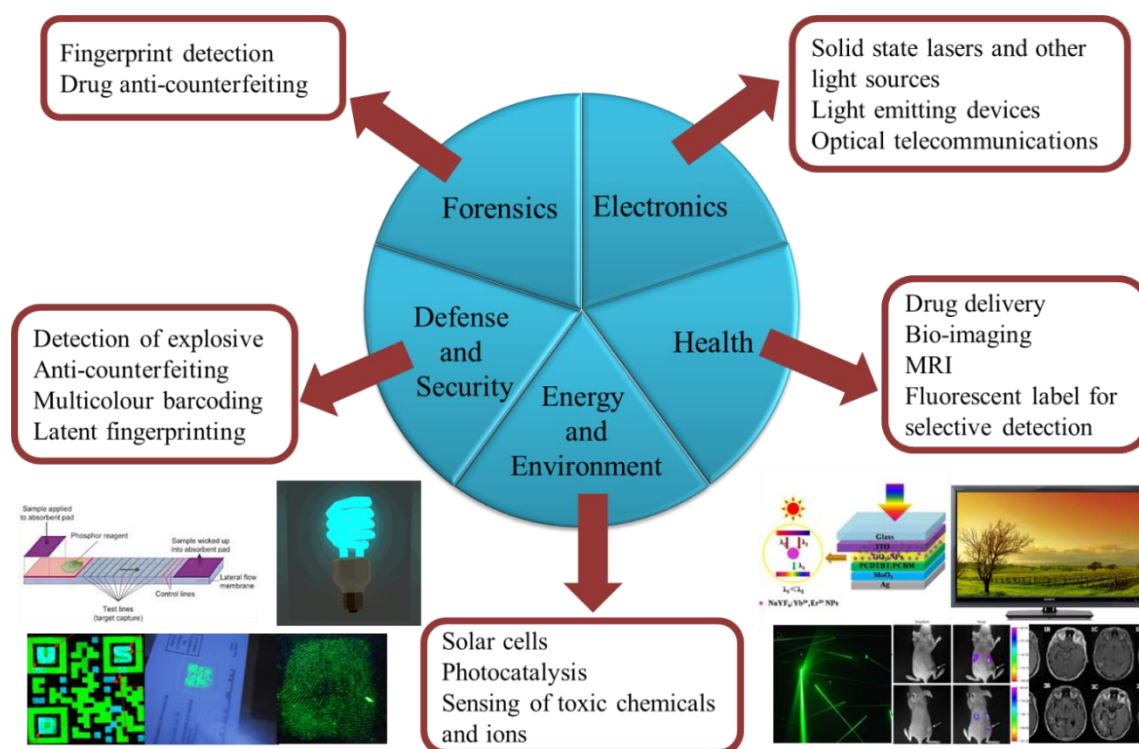 Fingerprint detection
Drug anti-counterfeiting
Solid state lasers and other
light sources
Light emitting devices
Optical telecommunications
Forensics
Electronics
Defense
and
Security
Health
Energy
and
Environment
Detection of explosive
Anti-counterfeiting
Multicolour barcoding
Latent fingerprinting
Drug delivery
Bio-imaging
MRI
Fluorescent label for
selective detection
Sample applied
to absorbent pad
Phosphor reagent
Sample wicked up
into absorbent pad
Lateral flow
membrane
Control lines
Test lines
(target capture)
Glass
ITO
PCDTBT:PCBM
MoO₃
Ag
NaYF₄:Yb³⁺,Er³⁺ NPs
Solar cells
Photocatalysis
Sensing of toxic chemicals
and ions
U
S